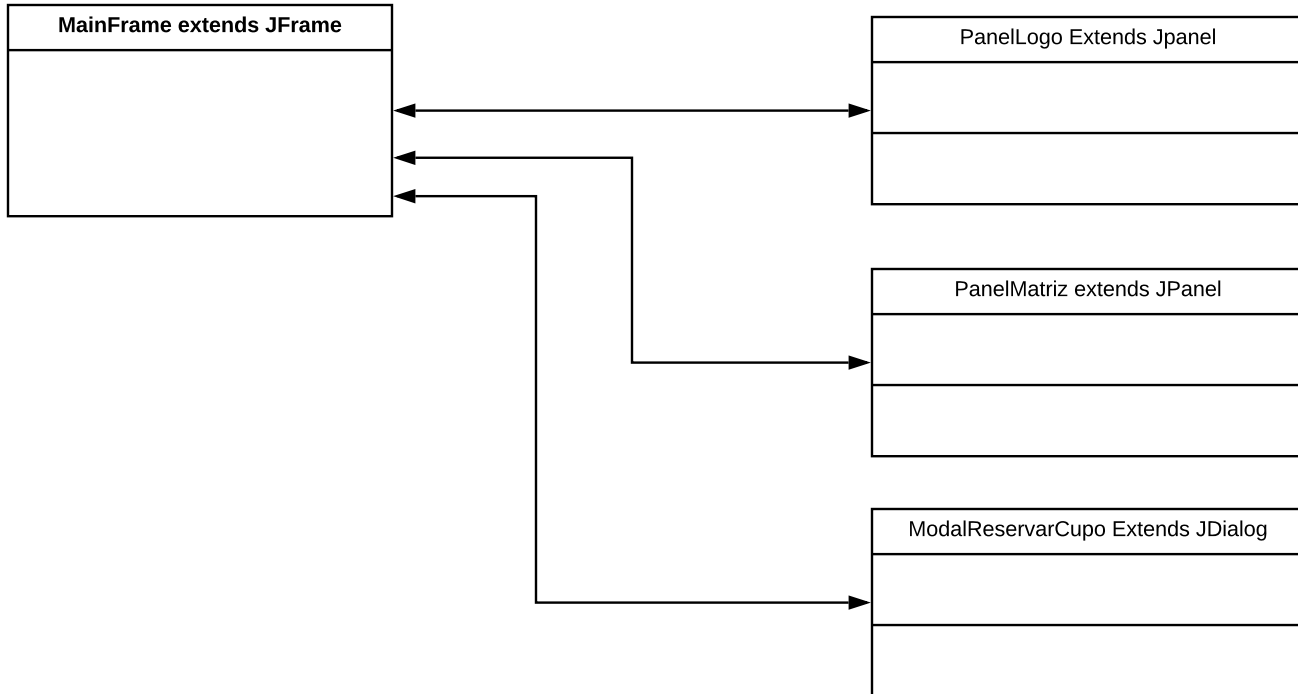 MainFrame extends JFrame
PanelLogo Extends Jpanel
PanelMatriz extends JPanel
ModalReservarCupo Extends JDialog